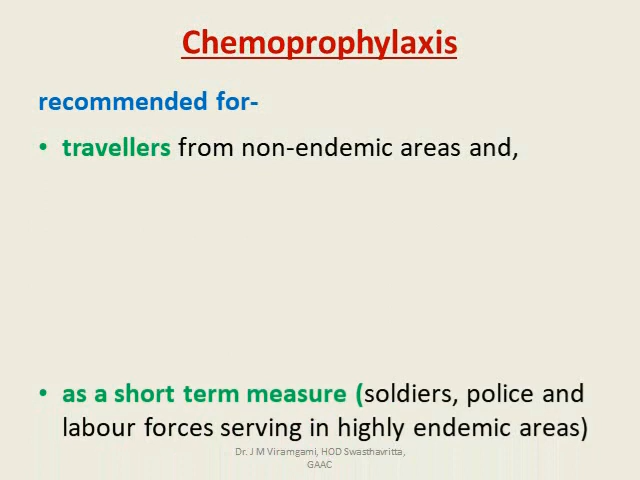 Chemoprophylaxis
recommended for-
• travellers from non-endemic areas and,
• as a short term measure (soldiers, police and
labour forces serving in highly endemic areas)
Dr. J M Viramgami, HOD Swasthavritta,
GAAC